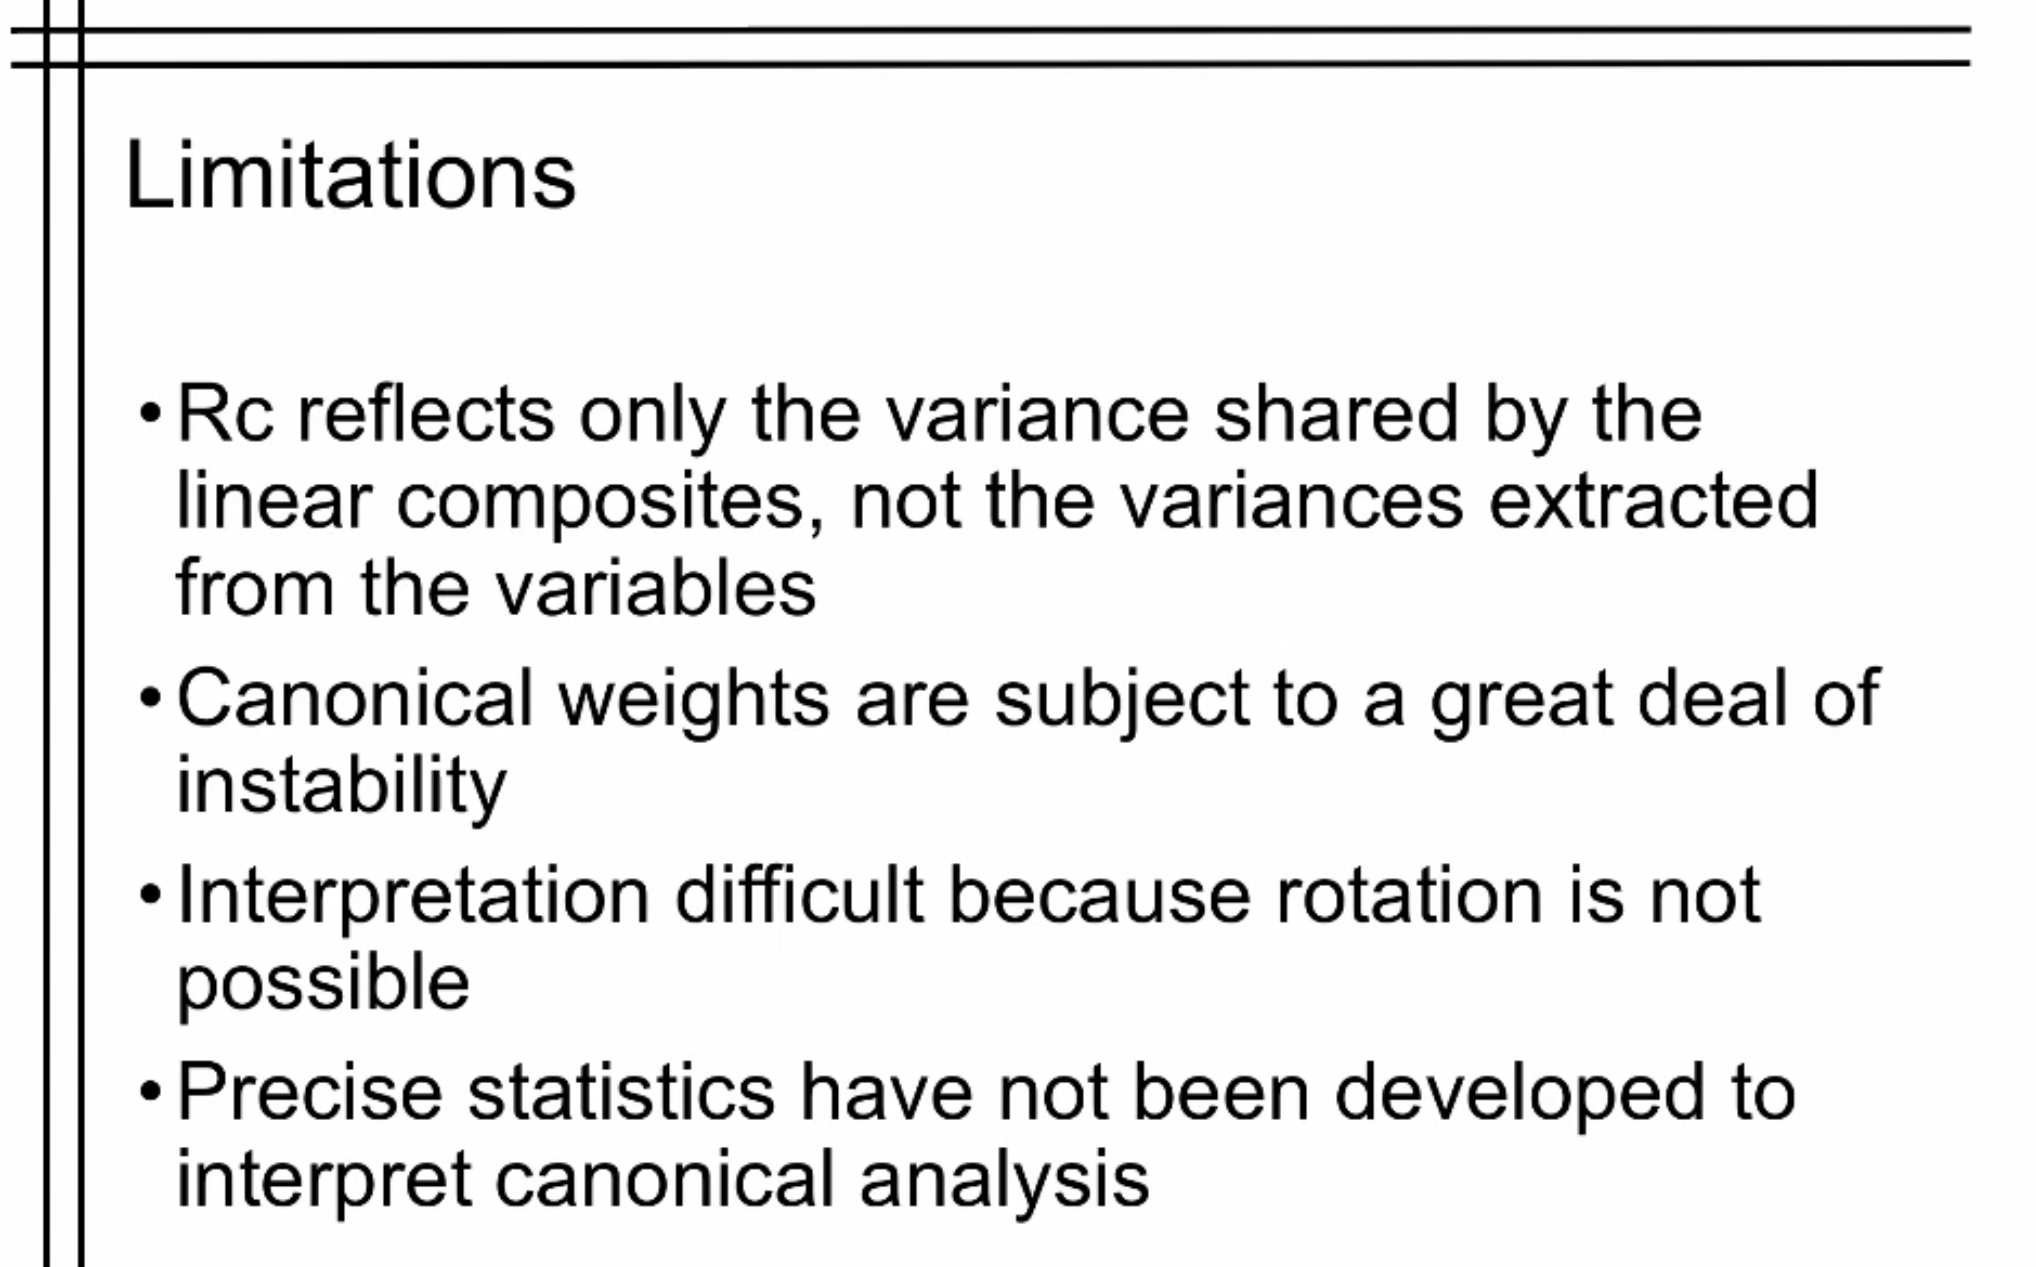 Limitations
•Rc reflects only the variance shared by the
linear composites, not the variances extracted
from the variables
•Canonical weights are subject to a great deal of
instability
•Interpretation difficult because rotation is not
possible
•Precise statistics have not been developed to
interpret canonical analysis